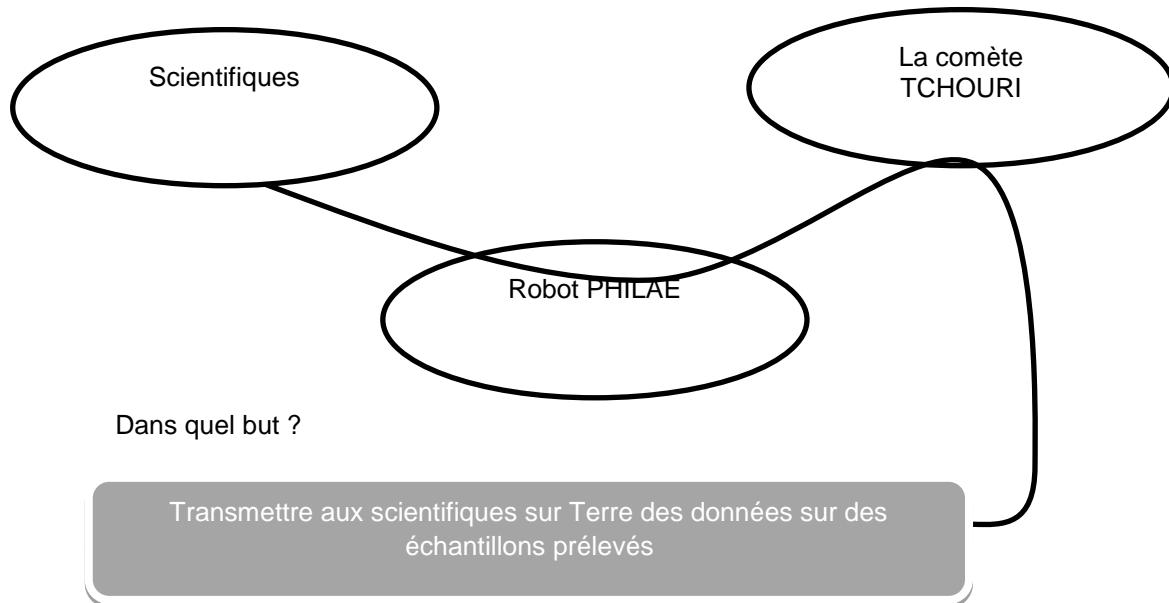 Scientifiques
La comète
TCHOURI
Robot PHILAE
Dans quel but ?
Transmettre aux scientifiques sur Terre des données sur des
échantillons prélevés